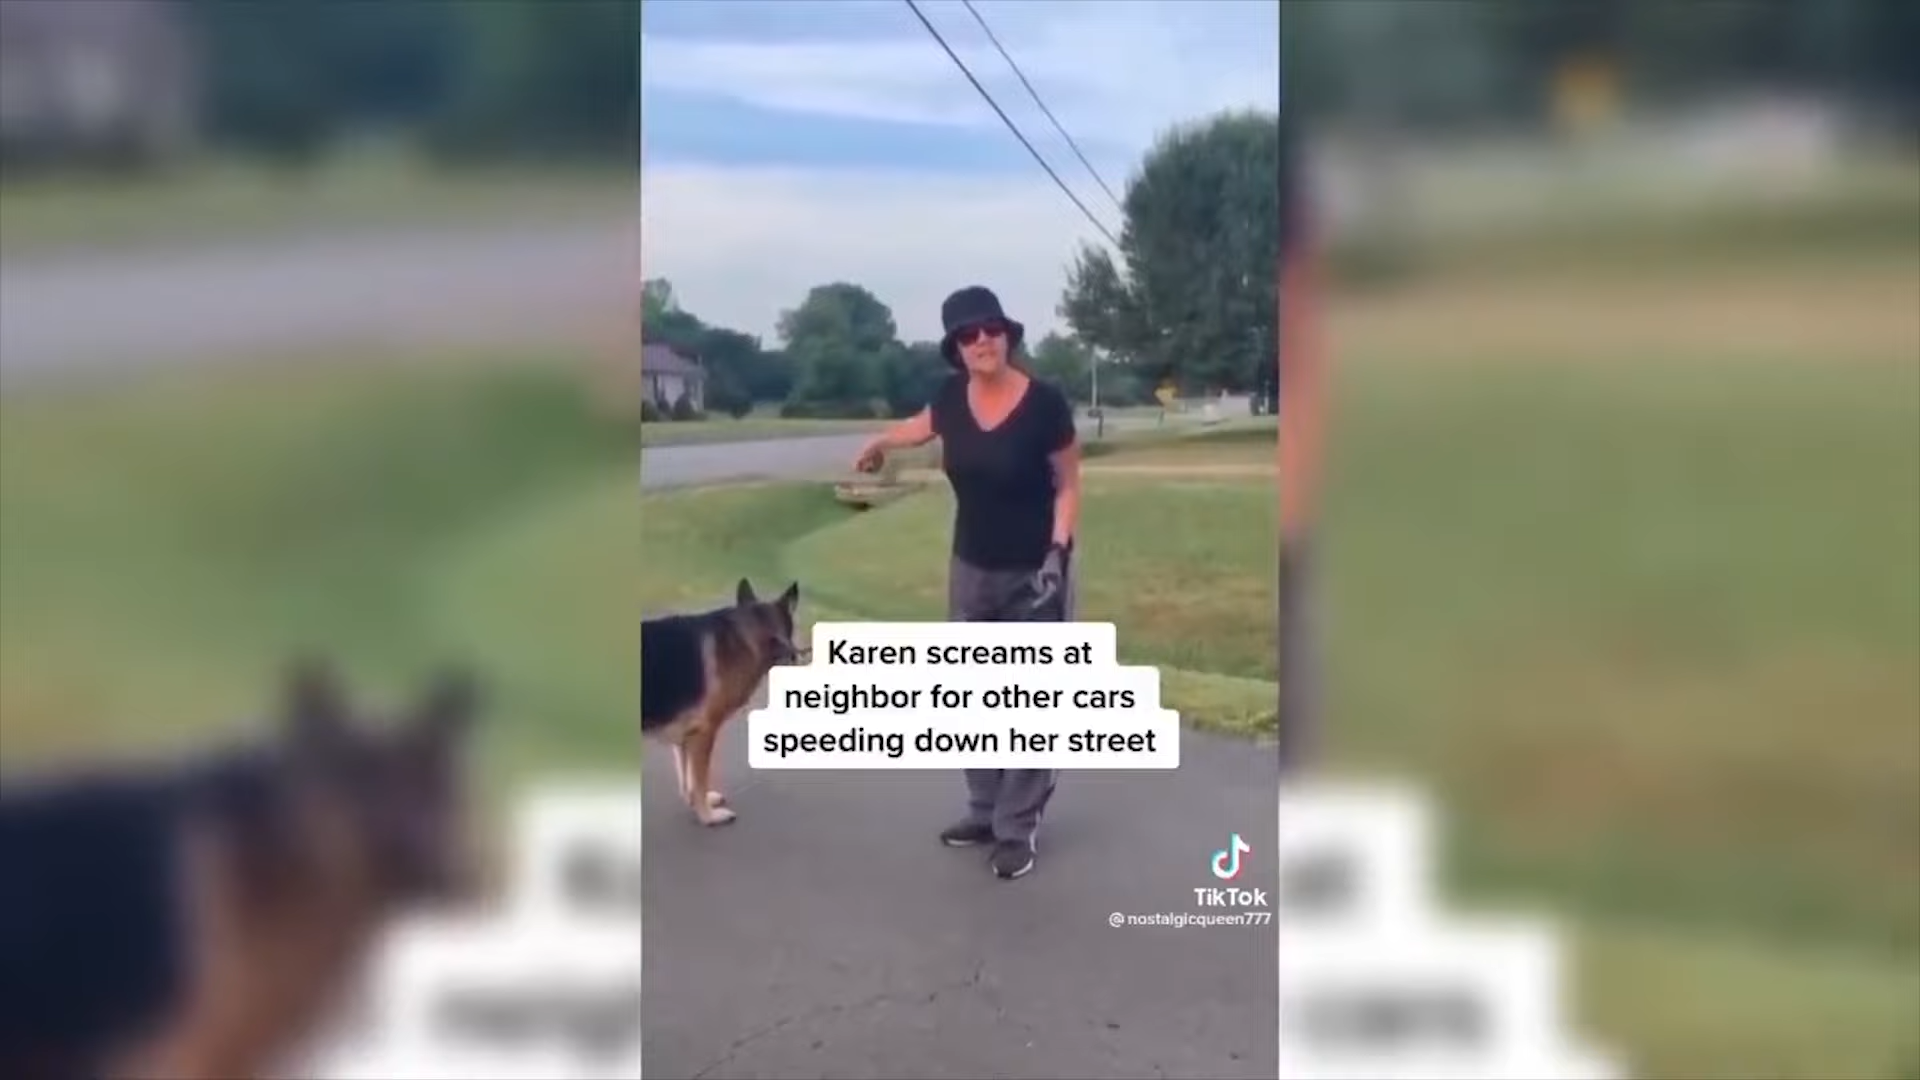 Karen screams at
neighbor for other cars
speeding down her street
TikTok
@nostalgicqueen777